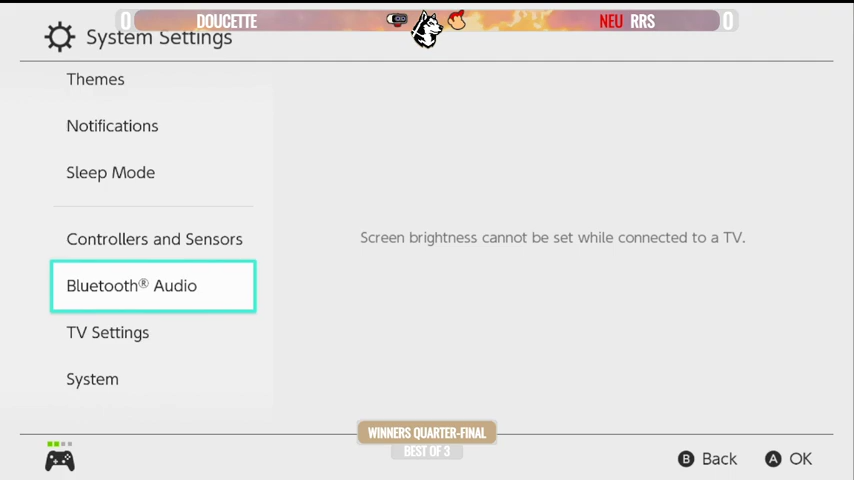 0 DOUCETTE NEU RRS 0
System Settings
Themes
Notifications
Sleep Mode
Controllers and Sensors
Screen brightness cannot be set while connected to a TV.
Bluetooth® Audio
TV Settings
System
WINNERS QUARTER-FINAL
BEST OF 3
B Back A OK